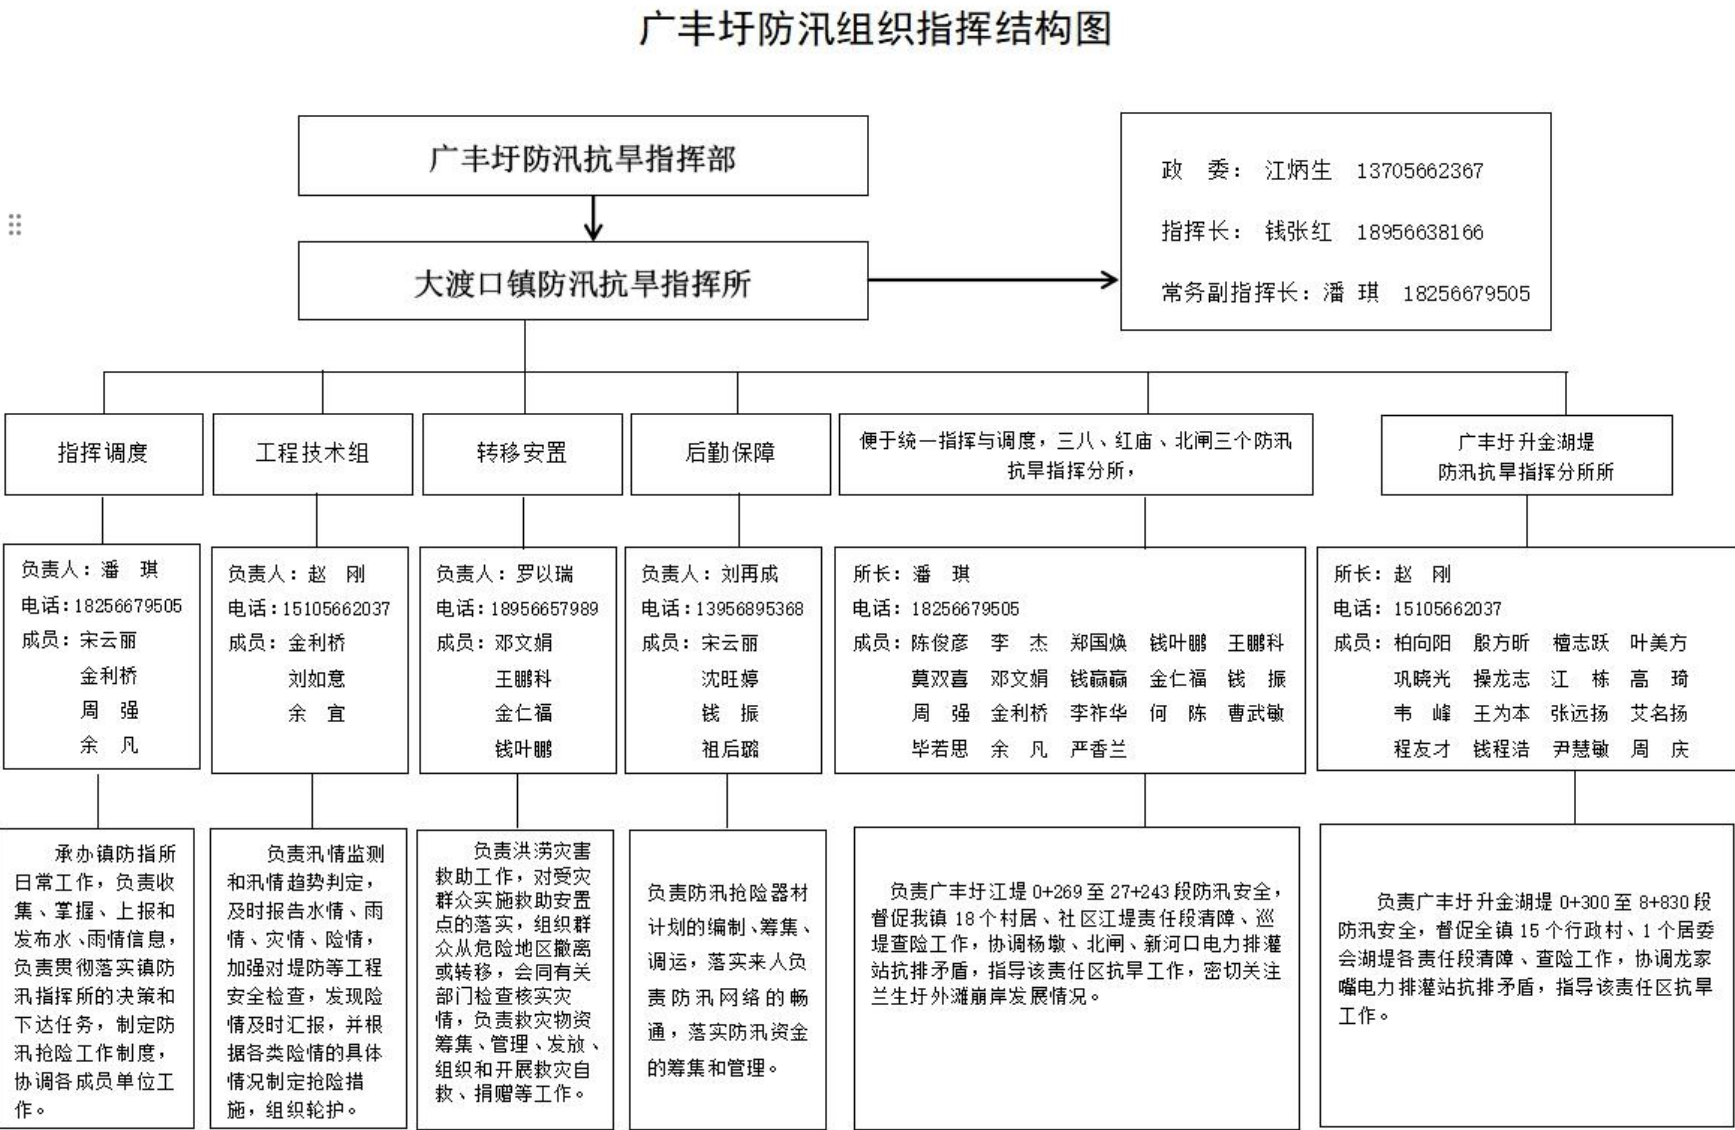 广丰圩防汛组织指挥结构图
广丰圩防汛抗旱指挥部
大渡口镇防汛抗旱指挥所
政　委：　江炳生　13705662367
指挥长：　钱张红　18956638166
常务副指挥长：潘 琪　18256679505
指挥调度
工程技术组
转移安置
后勤保障
便于统一指挥与调度，三八、红庙、北闸三个防汛
抗旱指挥分所，
广丰圩升金湖堤
防汛抗旱指挥分所所
负责人：潘　琪
电话：18256679505
成员：宋云丽
金利桥
周　强
余　凡
负责人：赵　刚
电话：15105662037
成员：金利桥
刘如意
余　宜
负责人：罗以瑞
电话：18956657989
成员：邓文娟
王鹏科
金仁福
钱叶鹏
负责人：刘再成
电话：13956895368
成员：宋云丽
沈旺婷
钱　振
祖后璐
所长：潘　琪
电话：18256679505
成员：陈俊彦　李　杰　郑国焕　钱叶鹏　王鹏科
莫双喜　邓文娟　钱赢赢　金仁福　钱　振
周　强　金利桥　李祚华　何　陈　曹武敏
毕若思　余　凡　严香兰
所长：赵　刚
电话：15105662037
成员：柏向阳　殷方昕　檀志跃　叶美方
巩晓光　操龙志　江　栋　高　琦
韦　峰　王为本　张远扬　艾名扬
程友才　钱程浩　尹慧敏　周　庆
承办镇防指所
日常工作，负责收
集、掌握、上报和
发布水、雨情信息，
负责贯彻落实镇防
汛指挥所的决策和
下达任务，制定防
汛抢险工作制度，
协调各成员单位工
作。
负责汛情监测
和汛情趋势判定，
及时报告水情、雨
情、灾情、险情，
加强对堤防等工程
安全检查，发现险
情及时汇报，并根
据各类险情的具体
情况制定抢险措
施，组织轮护。
负责洪涝灾害
救助工作，对受灾
群众实施救助安置
点的落实，组织群
众从危险地区撤离
或转移，会同有关
部门检查核实灾
情，负责救灾物资
筹集、管理、发放、
组织和开展救灾自
救、捐赠等工作。
负责防汛抢险器材
计划的编制、筹集、
调运，落实来人负
责防汛网络的畅
通，落实防汛资金
的筹集和管理。
负责广丰圩江堤 0+269 至 27+243 段防汛安全，
督促我镇 18 个村居、社区江堤责任段清障、巡
堤查险工作，协调杨墩、北闸、新河口电力排灌
站抗排矛盾，指导该责任区抗旱工作，密切关注
兰生圩外滩崩岸发展情况。
负责广丰圩升金湖堤 0+300 至 8+830 段
防汛安全，督促全镇 15 个行政村、1 个居委
会湖堤各责任段清障、查险工作，协调龙家
嘴电力排灌站抗排矛盾，指导该责任区抗旱
工作。